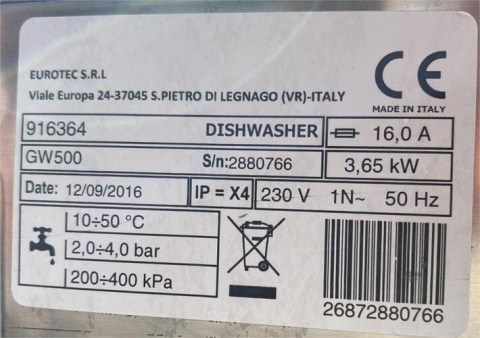 EUROTEC S.R.L
Viale Europa 24-37045 S.PIETRO DI LEGNAGO (VR)-ITALY
CE
MADE IN ITALY
916364 DISHWASHER 16,0 A
GW500 S/n:2880766 3,65 kW
Date: 12/09/2016 IP = X4 230 V 1N~ 50 Hz
10÷50 °C
2,0÷4,0 bar
200÷400 kPa
26872880766